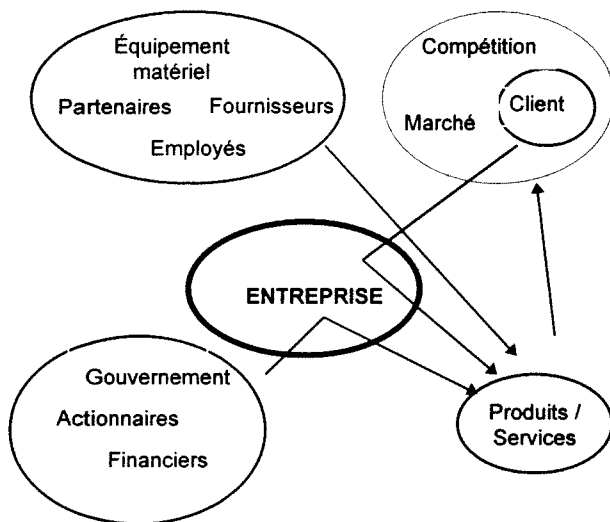 Équipement
matériel
Partenaires
Fournisseurs
Employés
Compétition
Client
Marché
ENTREPRISE
Gouvernement
Actionnaires
Financiers
Produits /
Services